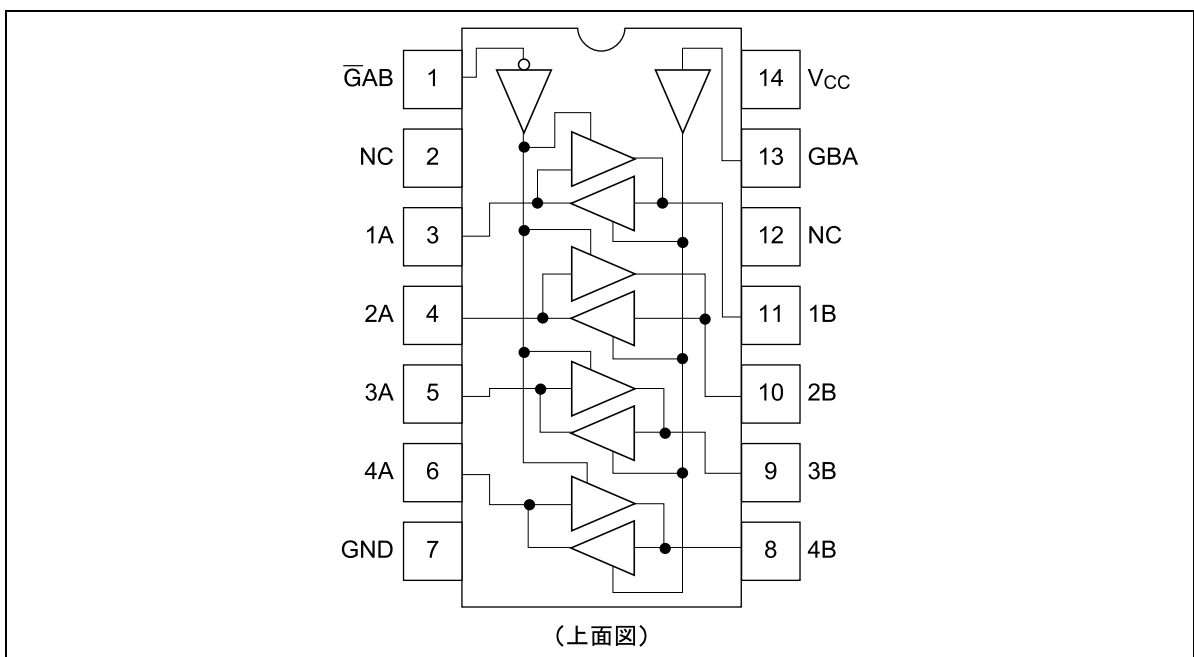 G̅AB 1 14 VCC
NC 2 13 GBA
1A 3 12 NC
2A 4 11 1B
3A 5 10 2B
4A 6 9 3B
GND 7 8 4B
（上面図）